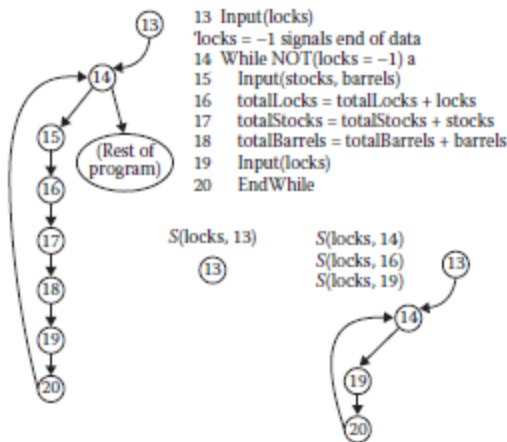 13 Input(locks)
'locks = −1 signals end of data
14 While NOT(locks = −1) a
15 Input(stocks, barrels)
16 totalLocks = totalLocks + locks
17 totalStocks = totalStocks + stocks
18 totalBarrels = totalBarrels + barrels
19 Input(locks)
20 EndWhile
13
14
15
(Rest of
program)
16
17
18
19
20
S(locks, 13)
13
S(locks, 14)
S(locks, 16)
S(locks, 19)
13
14
19
20